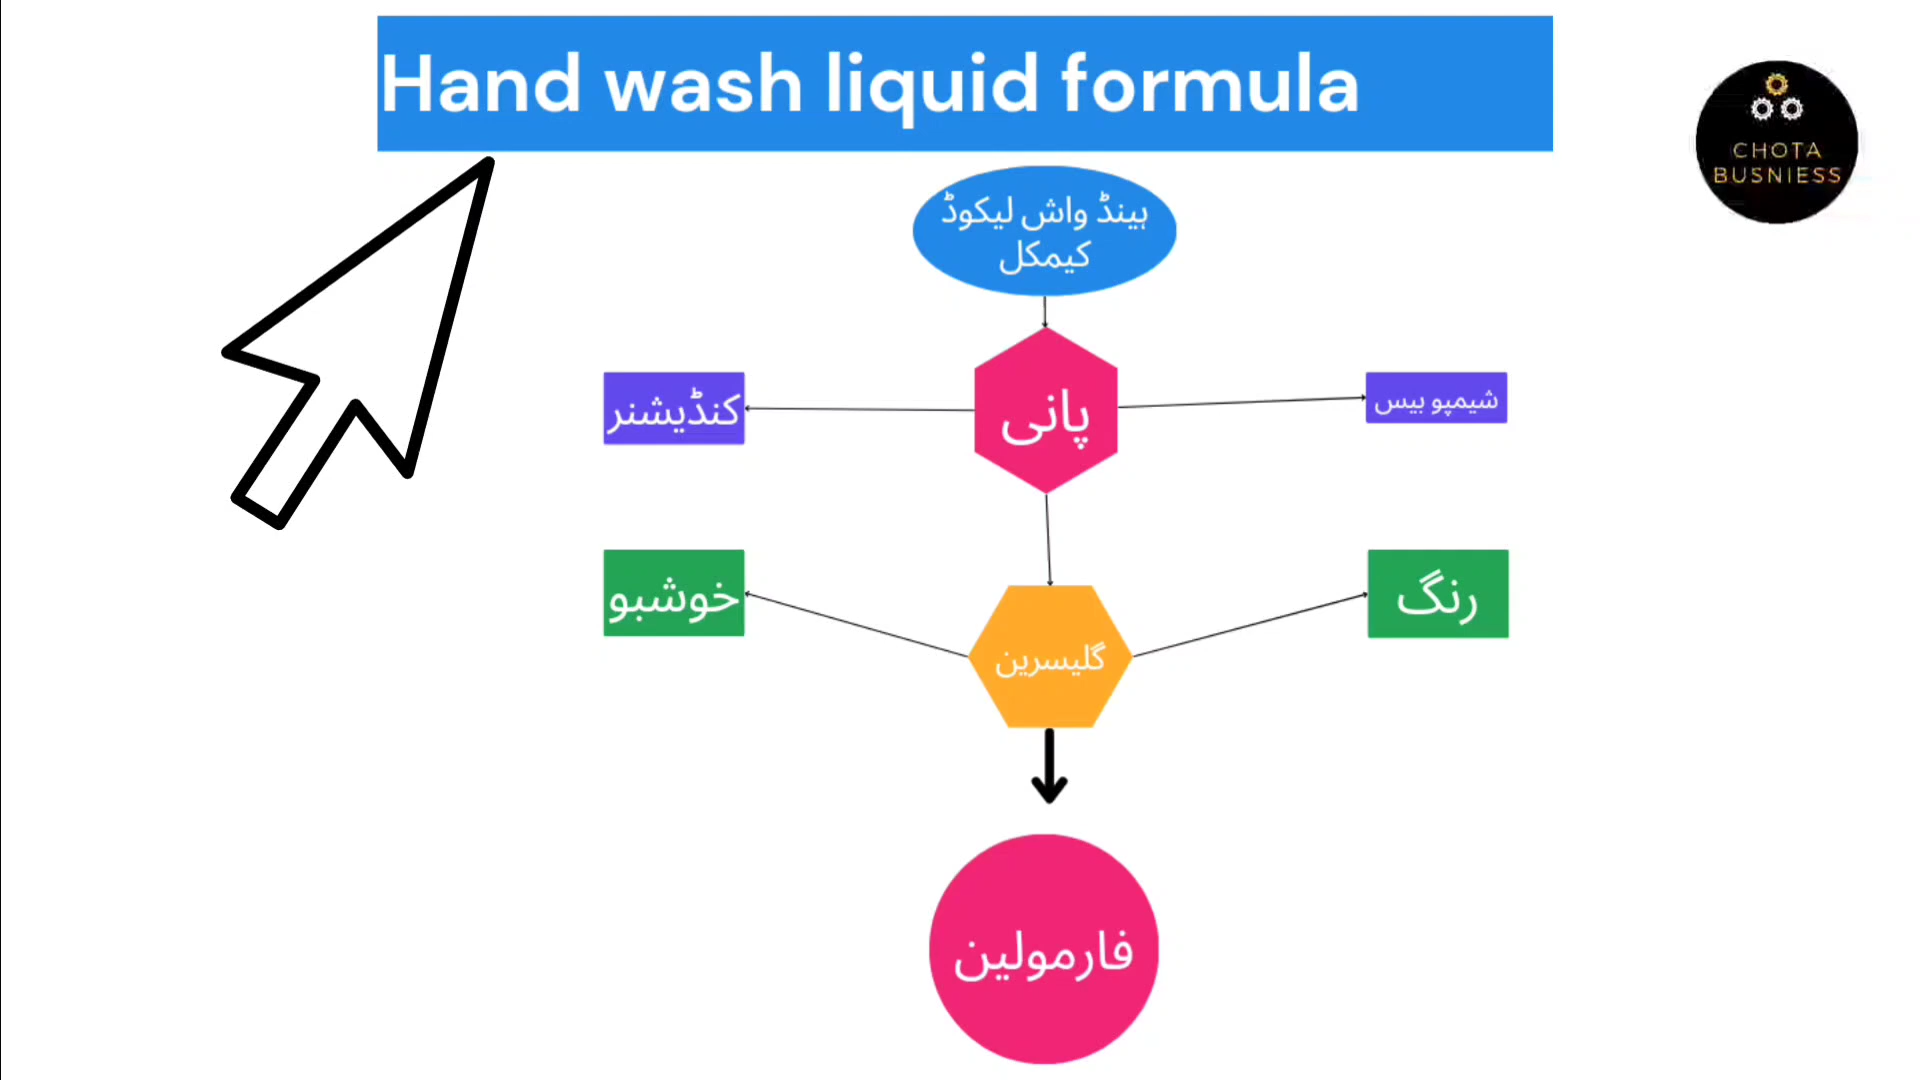 Hand wash liquid formula
CHOTA
BUSNIESS
ہینڈ واش لیکوڈ
کیمکل
شیمپو بیس
پانی
کنڈیشنر
رنگ
گلیسرین
خوشبو
فارمولین